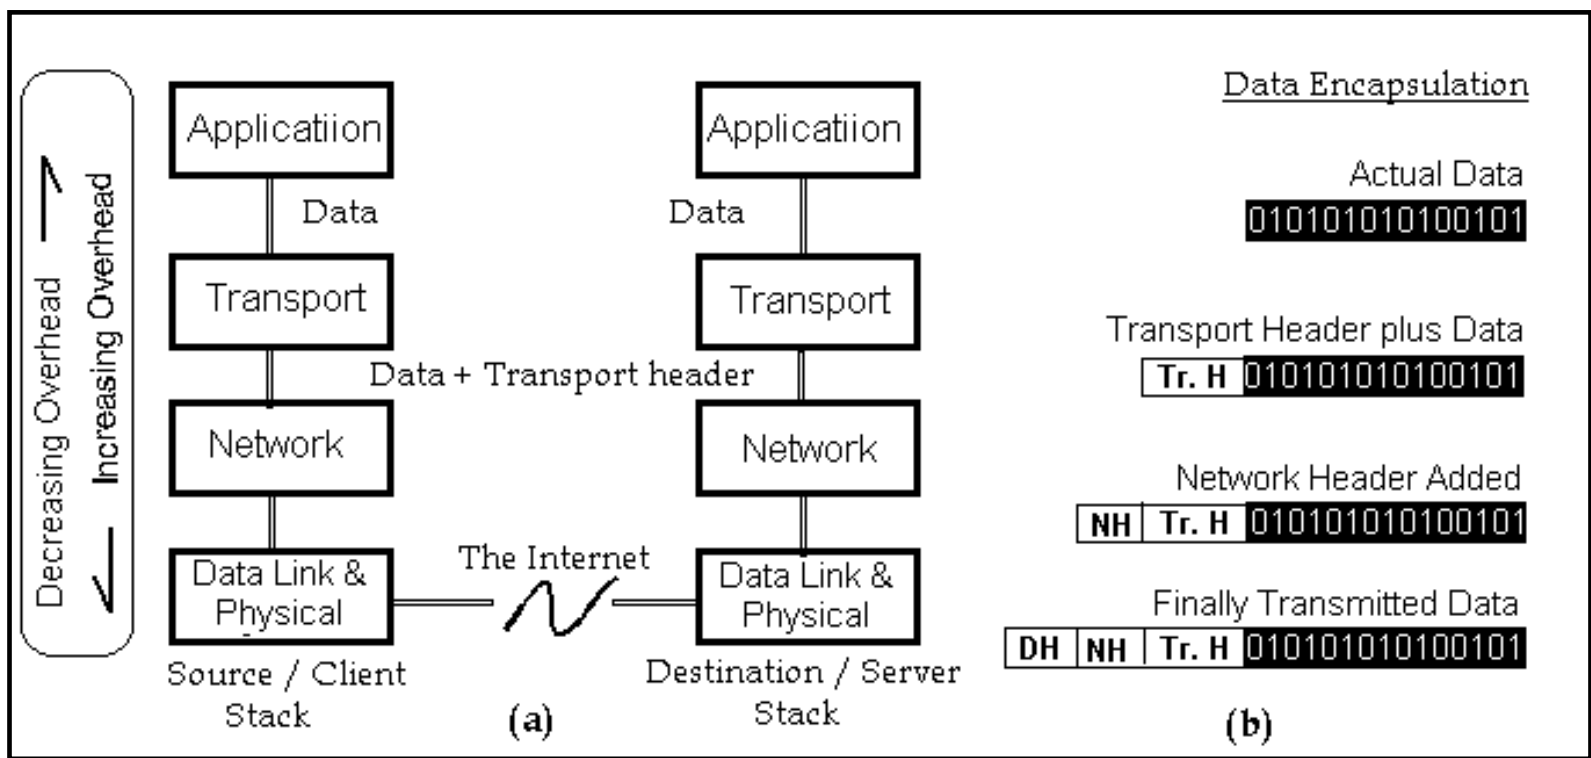 Decreasing Overhead
Increasing Overhead
Applicatiion
Data
Transport
Network
Data Link &
Physical
Source / Client
Stack
Data + Transport header
The Internet
(a)
Applicatiion
Data
Transport
Network
Data Link &
Physical
Destination / Server
Stack
Data Encapsulation
Actual Data
010101010100101
Transport Header plus Data
Tr. H 010101010100101
Network Header Added
NH Tr. H 010101010100101
Finally Transmitted Data
DH NH Tr. H 010101010100101
(b)